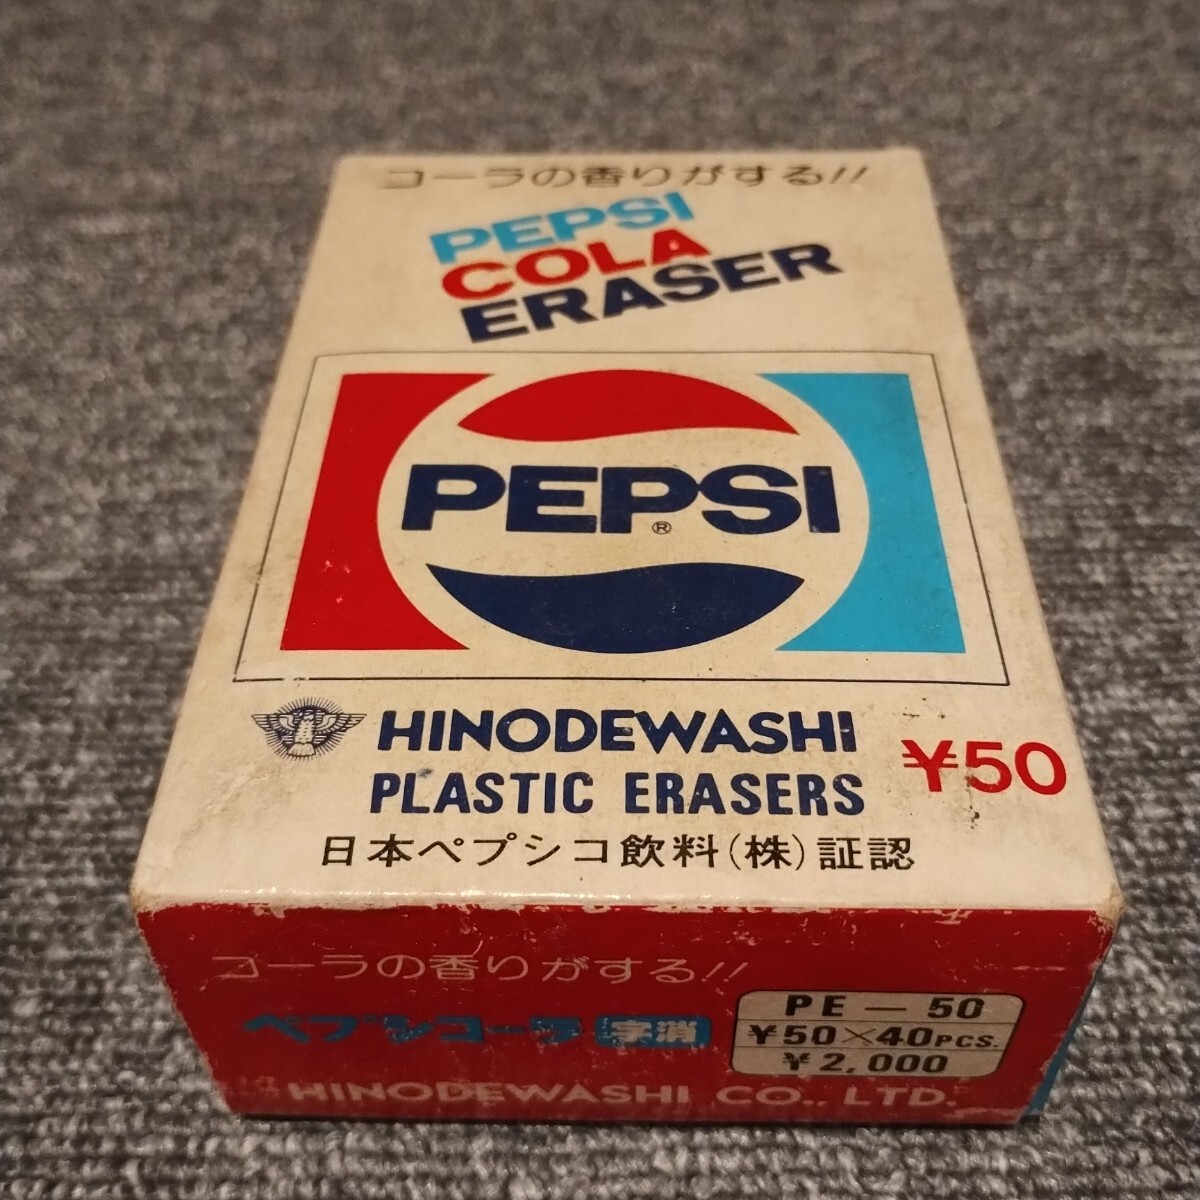 コーラの香りがする!!
PEPSI
COLA
ERASER
PEPSI
®
HINODEWASHI
PLASTIC ERASERS
¥50
日本ペプシコ飲料(株)証認
コーラの香りがする!!
ペプシコーラ 字消
PE-50
¥50×40PCS.
¥2,000
HINODEWASHI CO., LTD.